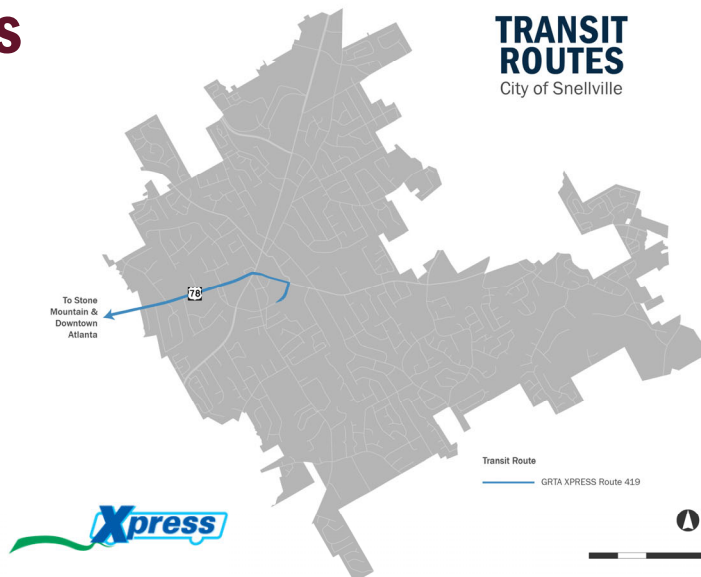 S
TRANSIT
ROUTES
City of Snellville
78
To Stone
Mountain &
Downtown
Atlanta
Transit Route
GRTA XPRESS Route 419
Xpress